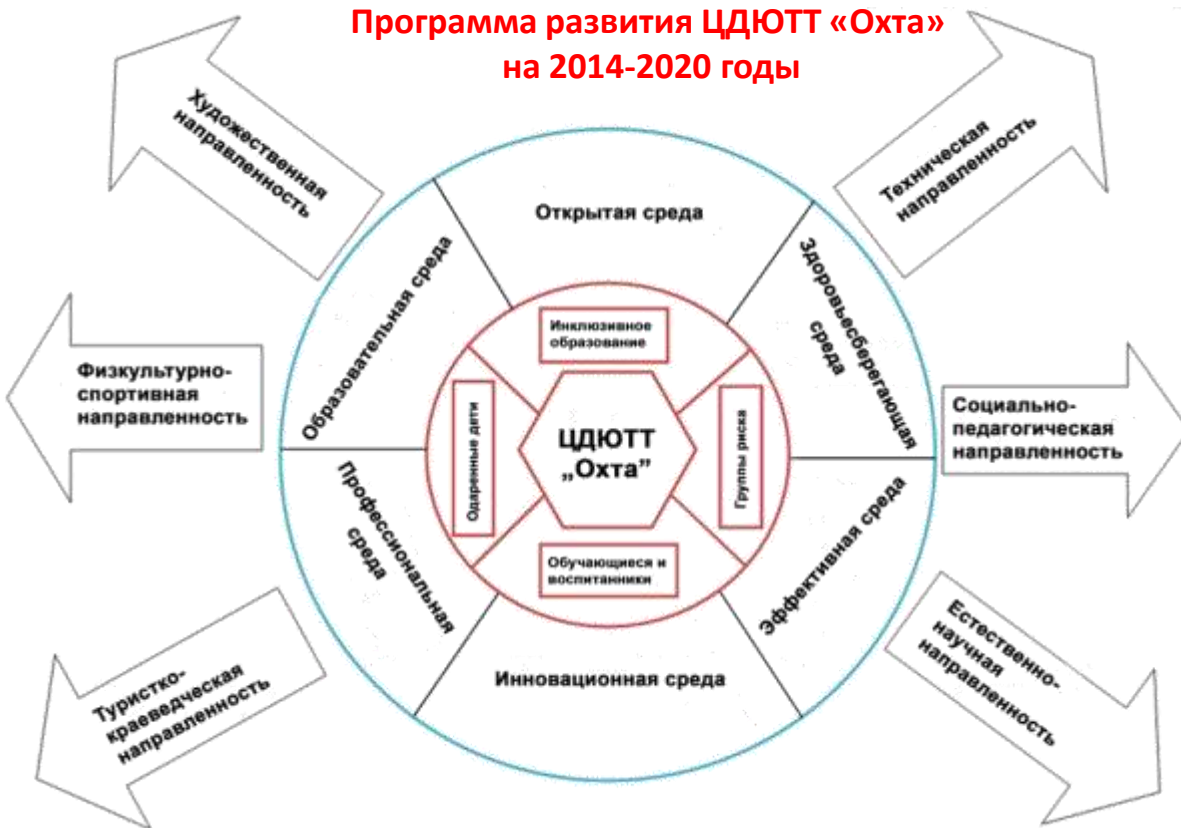 Программа развития ЦДЮТТ «Охта»
на 2014-2020 годы
Художественная
направленность
Техническая
направленность
Открытая среда
Образовательная среда
Здоровьесберегающая
среда
Инклюзивное
образование
Физкультурно-
спортивная
направленность
Одаренные дети
ЦДЮТТ
„Охта”
Группы риска
Социально-
педагогическая
направленность
Профессиональная
среда
Обучающиеся и
воспитанники
Эффективная среда
Инновационная среда
Туристко-
краеведческая
направленность
Естественно-
научная
направленность